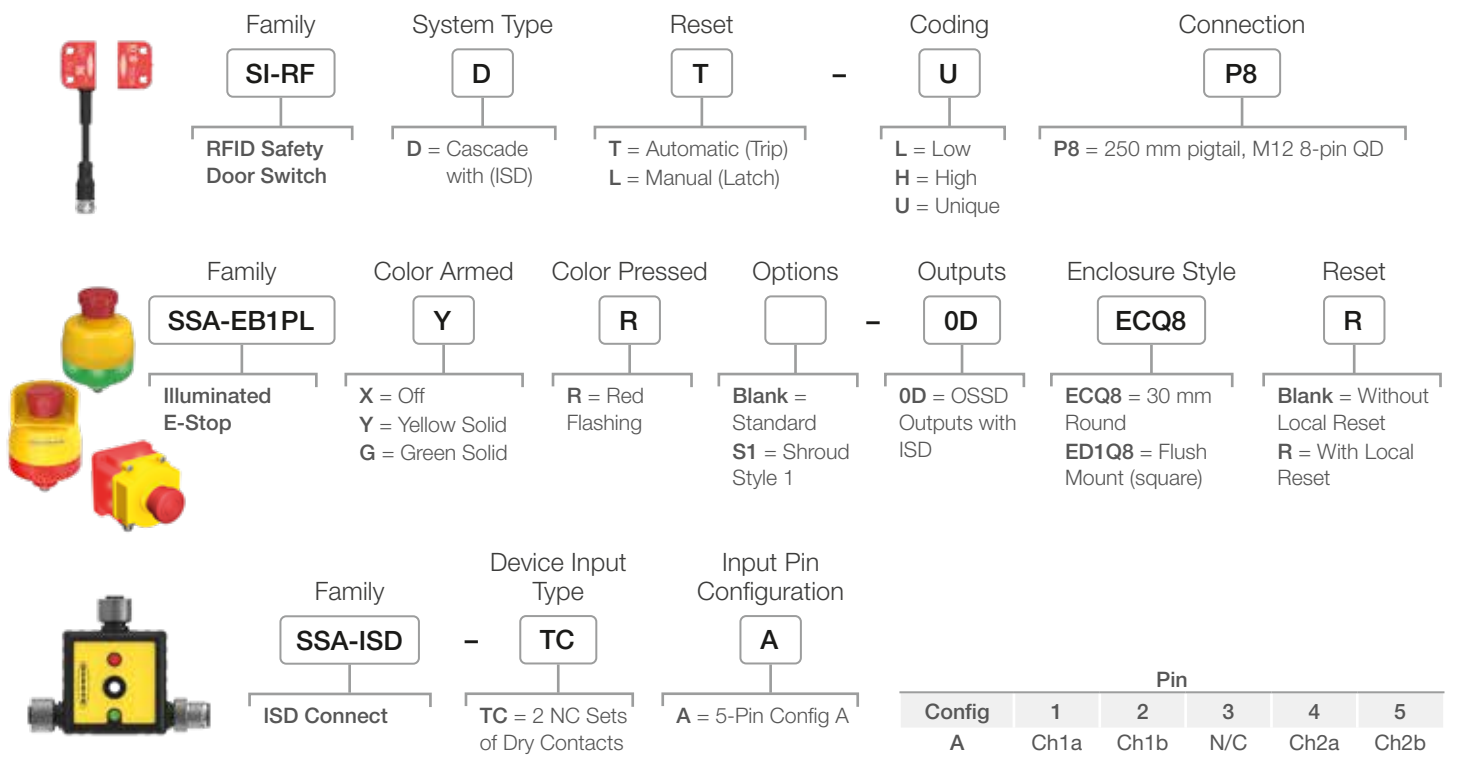 Family System Type Reset Coding Connection
SI-RF D T – U P8
RFID Safety D = Cascade T = Automatic (Trip) L = Low P8 = 250 mm pigtail, M12 8-pin QD
Door Switch with (ISD) L = Manual (Latch) H = High
U = Unique
Family Color Armed Color Pressed Options Outputs Enclosure Style Reset
SSA-EB1PL Y R – 0D ECQ8 R
Illuminated X = Off R = Red Blank = 0D = OSSD ECQ8 = 30 mm Blank = Without
E-Stop Y = Yellow Solid Flashing Standard Outputs with Round Local Reset
G = Green Solid S1 = Shroud ISD ED1Q8 = Flush R = With Local
Style 1 Mount (square) Reset
Device Input Input Pin
Family Type Configuration
SSA-ISD – TC A
ISD Connect TC = 2 NC Sets A = 5-Pin Config A
of Dry Contacts
Pin
Config 1 2 3 4 5
A Ch1a Ch1b N/C Ch2a Ch2b